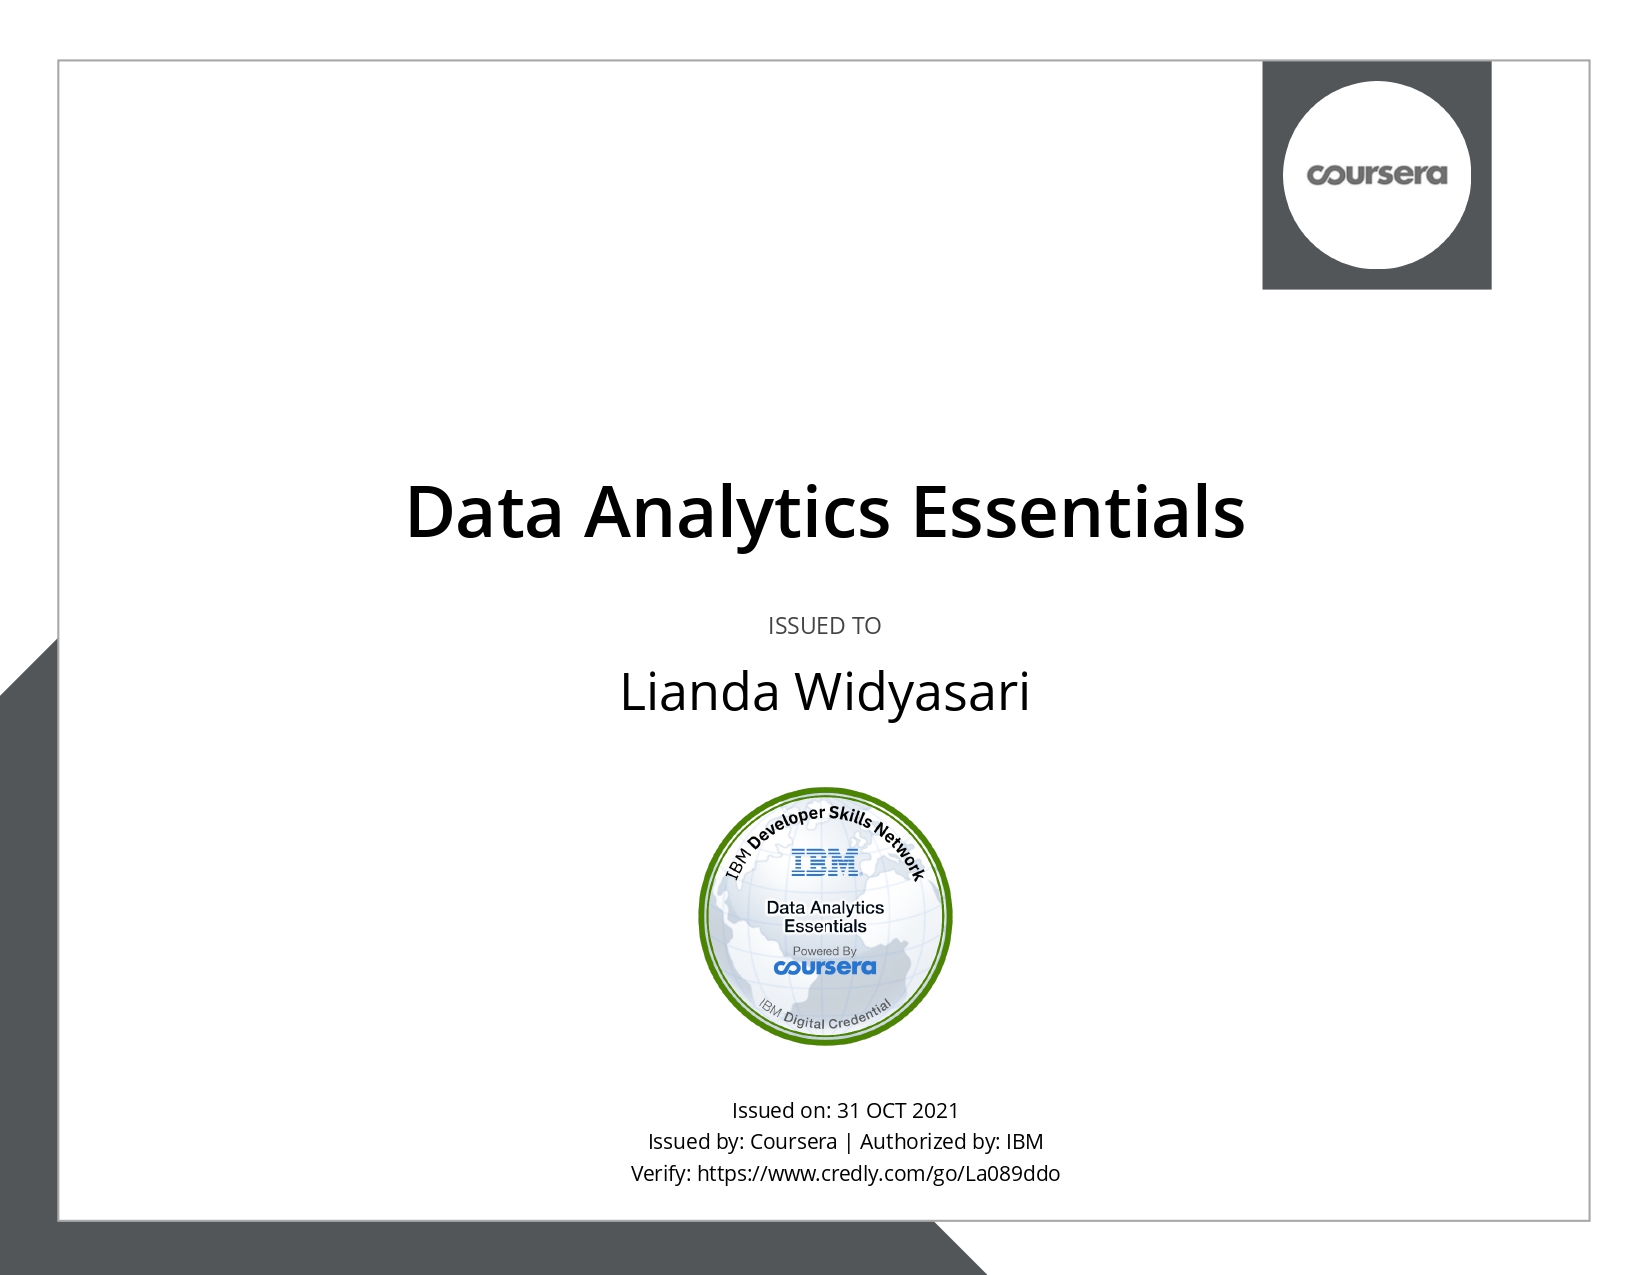 coursera
Data Analytics Essentials
ISSUED TO
Lianda Widyasari
IBM Developer Skills Network
IBM
Data Analytics
Essentials
Powered By
coursera
IBM Digital Credential
Issued on: 31 OCT 2021
Issued by: Coursera | Authorized by: IBM
Verify: https://www.credly.com/go/La089ddo